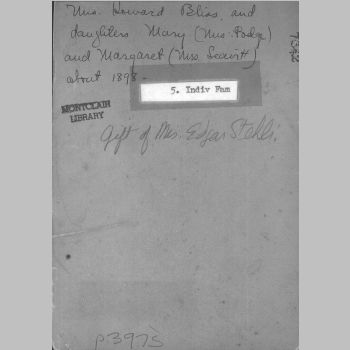 Mrs. Howard Bliss and
daughters Mary (Mrs. Dodge)
and Margaret (Mrs Leavitt)
about 1898 -
5. Indiv Fam
MONTCLAIR
LIBRARY
Gift of Mrs. Edgar Stehli.
p3975